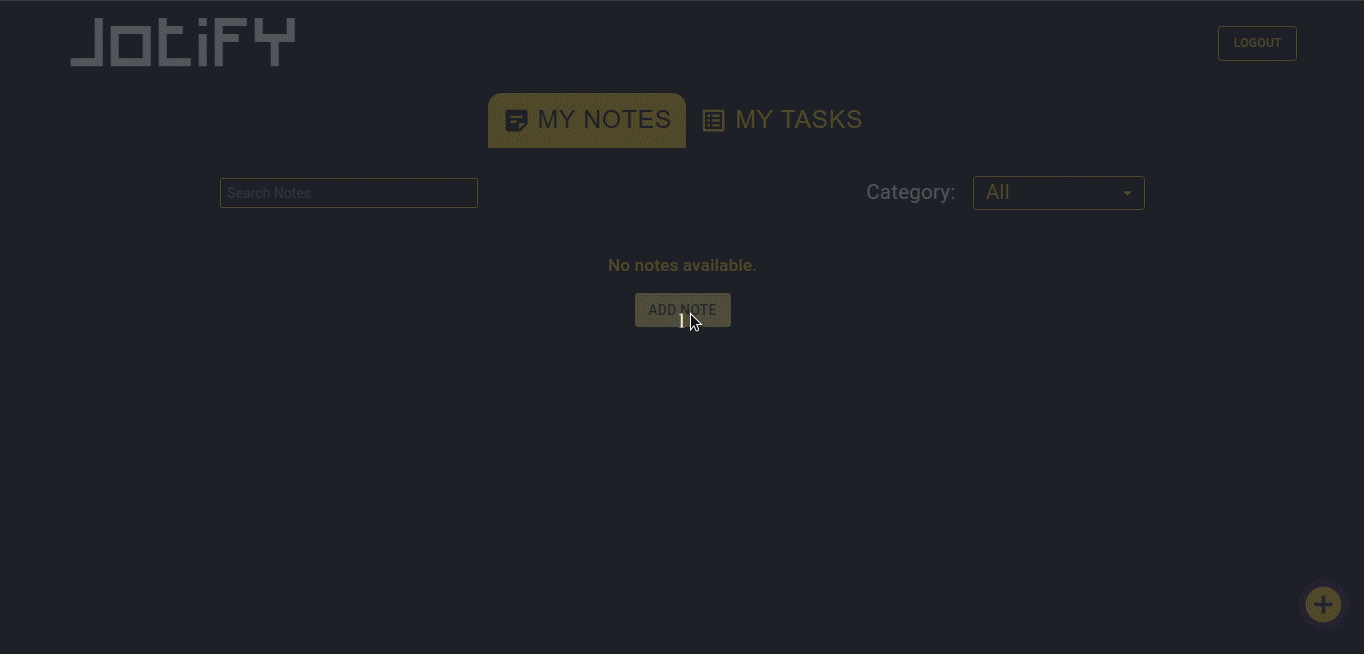 JotiFY
LOGOUT
MY NOTES
MY TASKS
Search Notes
Category:
All
No notes available.
ADD NOTE